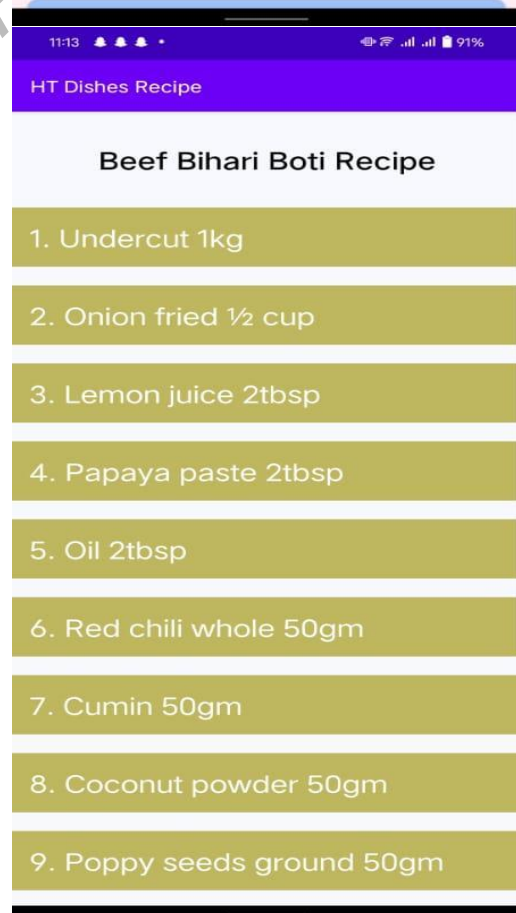 11:13
91%
HT Dishes Recipe
Beef Bihari Boti Recipe
1. Undercut 1kg
2. Onion fried ½ cup
3. Lemon juice 2tbsp
4. Papaya paste 2tbsp
5. Oil 2tbsp
6. Red chili whole 50gm
7. Cumin 50gm
8. Coconut powder 50gm
9. Poppy seeds ground 50gm